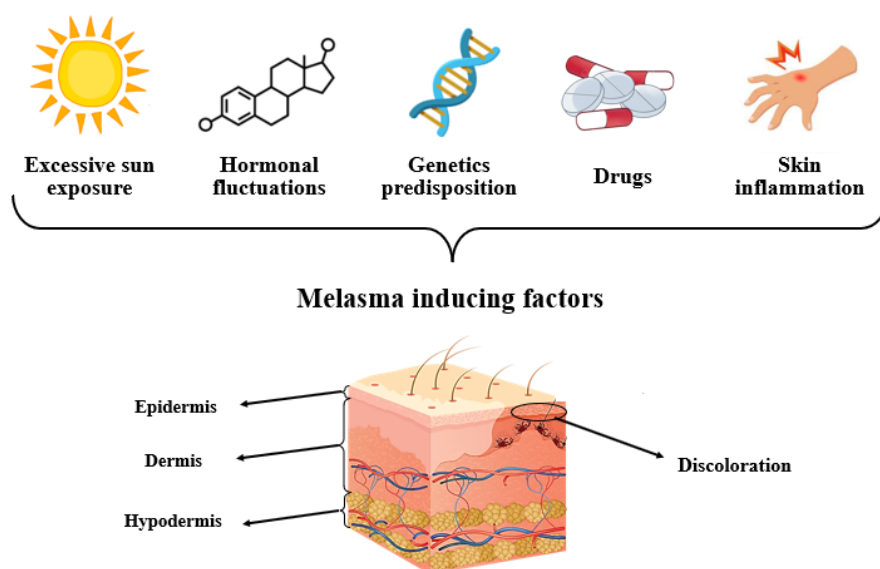 Excessive sun
exposure
Hormonal
fluctuations
Genetics
predisposition
Drugs
Skin
inflammation
Melasma inducing factors
Epidermis
Dermis
Discoloration
Hypodermis